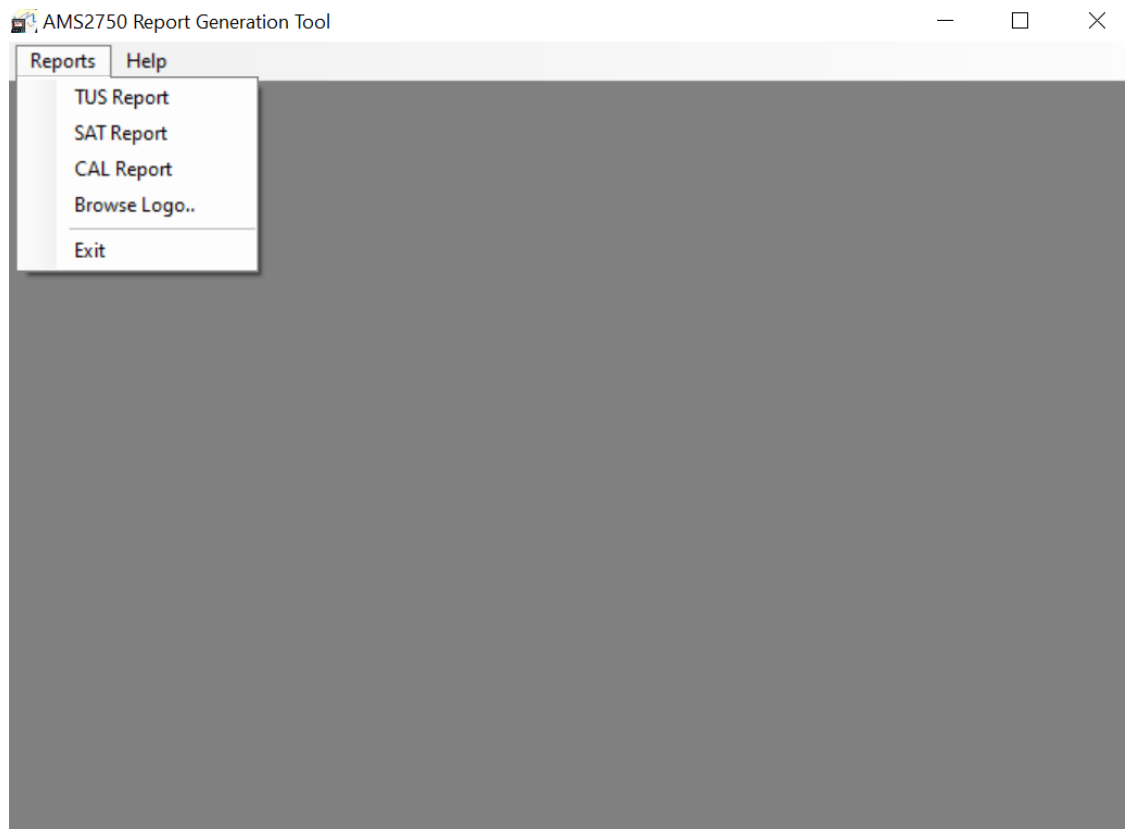 AMS2750 Report Generation Tool
Reports Help
TUS Report
SAT Report
CAL Report
Browse Logo..
Exit